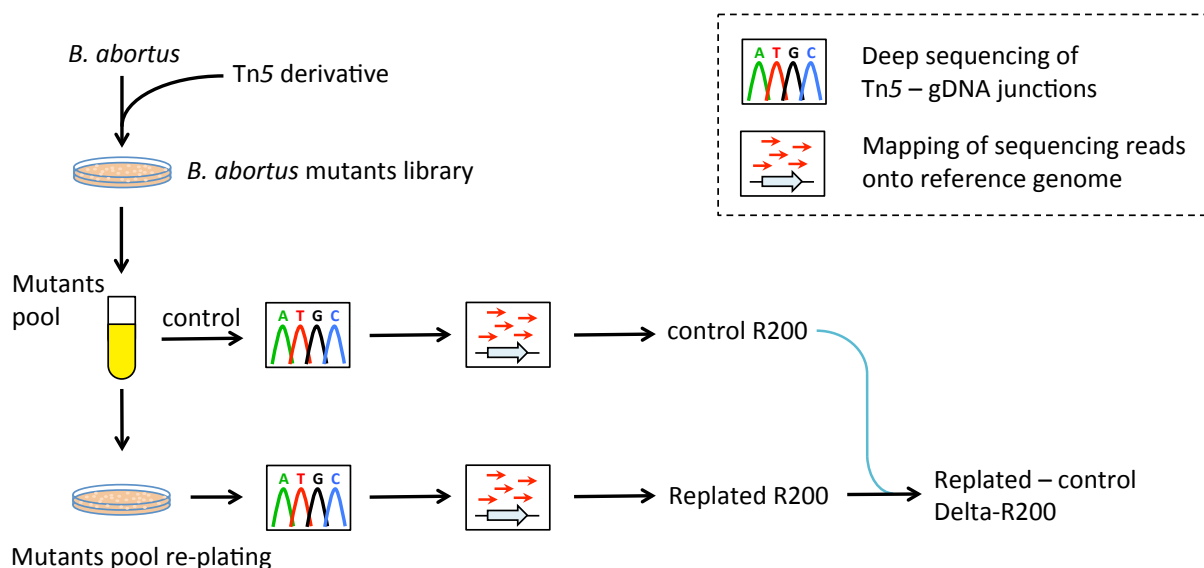 B. abortus
Tn5 derivative
B. abortus mutants library
A T G C
Deep sequencing of
Tn5 – gDNA junctions
Mapping of sequencing reads
onto reference genome
Mutants
pool
control
A T G C
control R200
A T G C
Replated R200
Replated – control
Delta-R200
Mutants pool re-plating